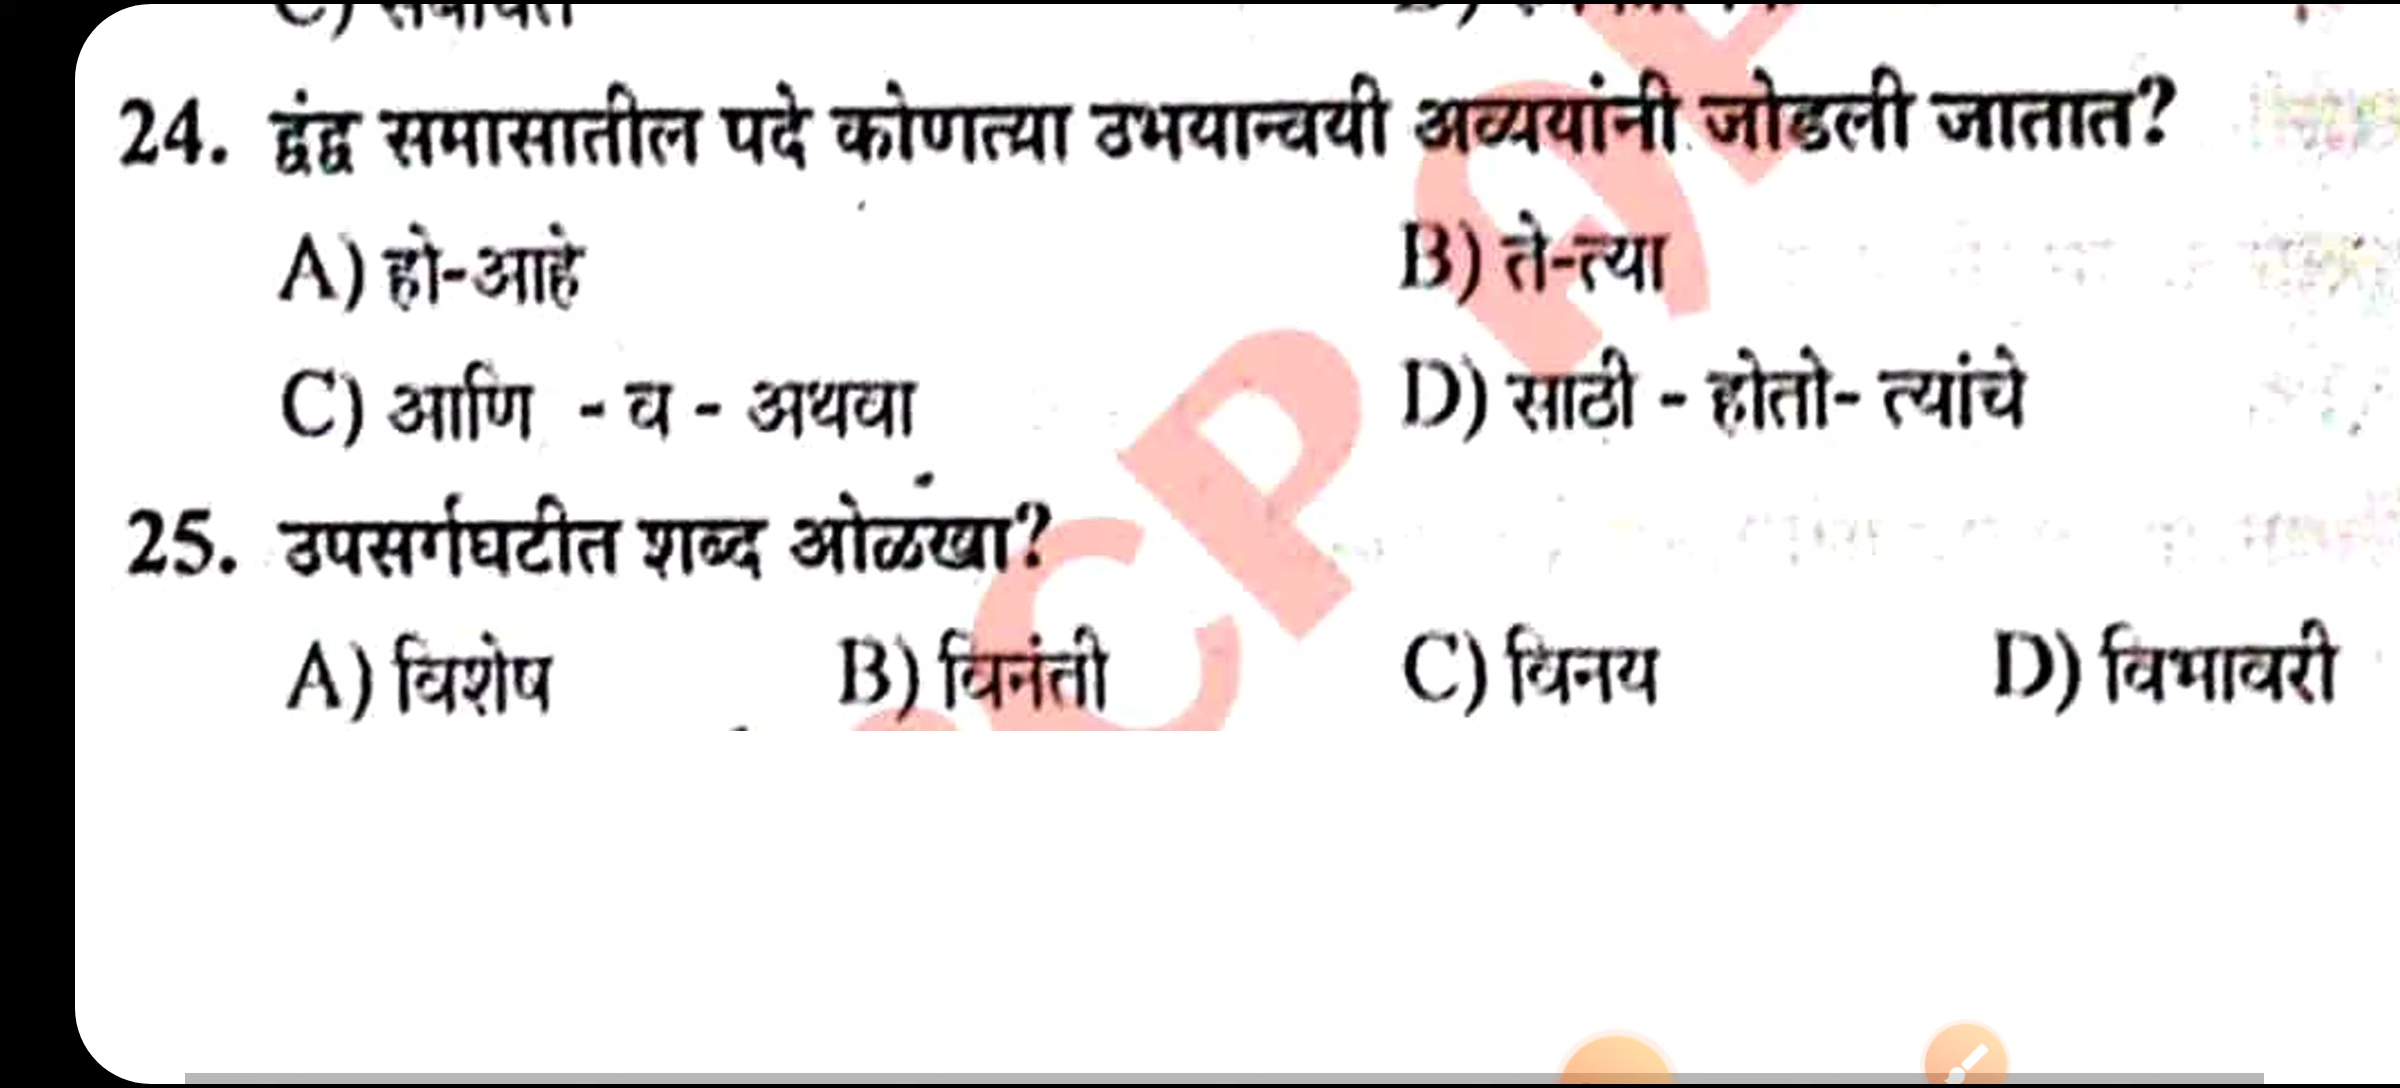 24. द्वंद्व समासातील पदे कोणत्या उभयान्वयी अव्ययांनी जोडली जातात?
A) हो-आहे B) ते-त्या
C) आणि - व - अथवा D) साठी - होतो- त्यांचे
25. उपसर्गघटीत शब्द ओळखा?
A) विशेष B) विनंती C) विनय D) विभावरी